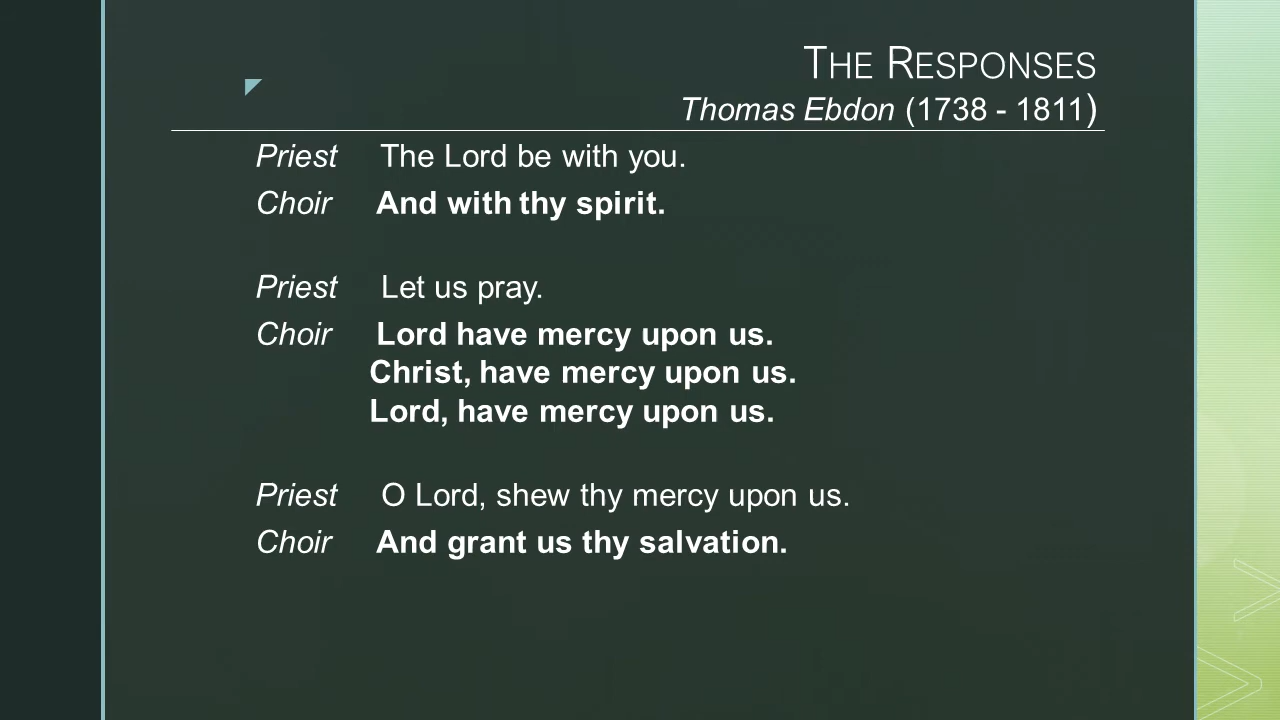 THE RESPONSES
Thomas Ebdon (1738 - 1811)
Priest The Lord be with you.
Choir And with thy spirit.
Priest Let us pray.
Choir Lord have mercy upon us.
Christ, have mercy upon us.
Lord, have mercy upon us.
Priest O Lord, shew thy mercy upon us.
Choir And grant us thy salvation.